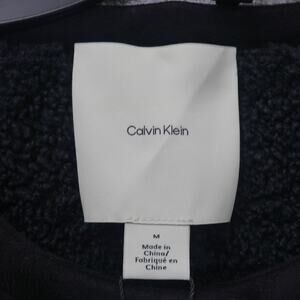 Calvin Klein
M
Made in
China/
Fabriqué en
Chine